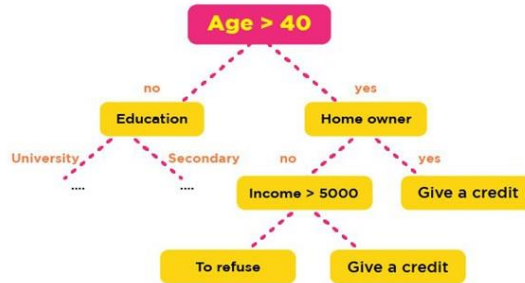 Age > 40
no
yes
Education
Home owner
University
Secondary
no
yes
....
....
Income > 5000
Give a credit
To refuse
Give a credit